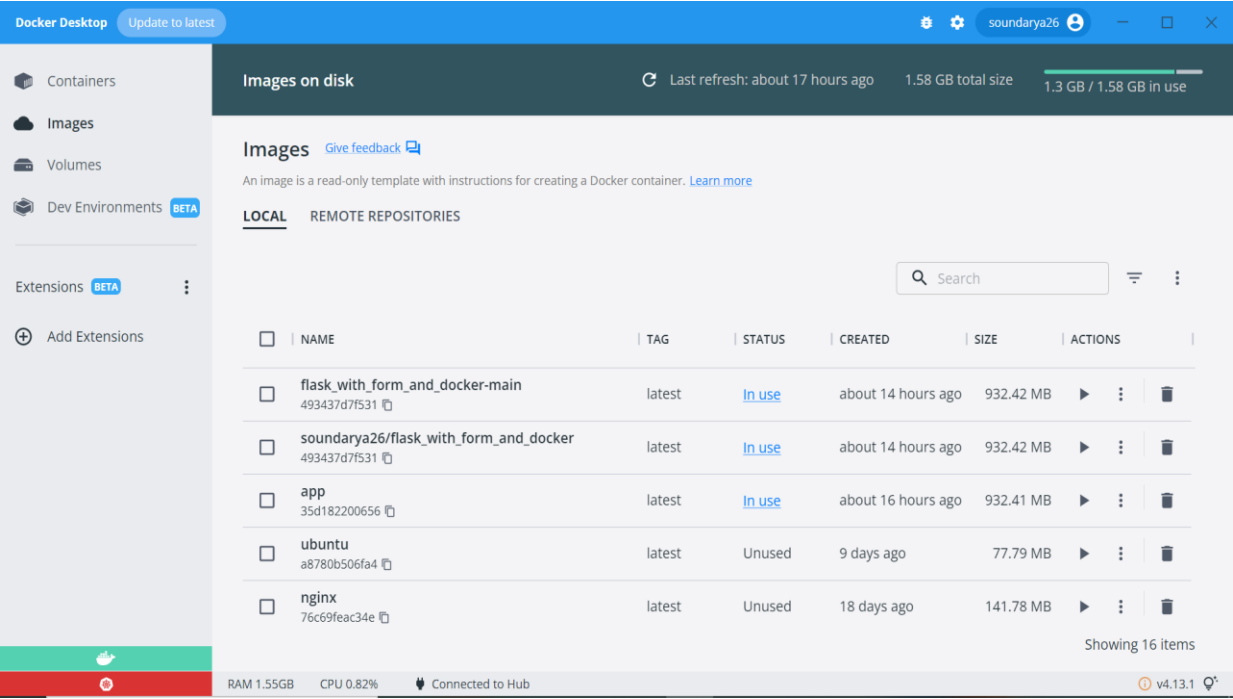 Docker Desktop Update to latest soundarya26
Containers
Images
Volumes
Dev Environments BETA
Extensions BETA
Add Extensions
Images on disk Last refresh: about 17 hours ago 1.58 GB total size 1.3 GB / 1.58 GB in use
Images Give feedback
An image is a read-only template with instructions for creating a Docker container. Learn more
LOCAL REMOTE REPOSITORIES
Search
NAME TAG STATUS CREATED SIZE ACTIONS
flask_with_form_and_docker-main latest In use about 14 hours ago 932.42 MB
493437d7f531
soundarya26/flask_with_form_and_docker latest In use about 14 hours ago 932.42 MB
493437d7f531
app latest In use about 16 hours ago 932.41 MB
35d182200656
ubuntu latest Unused 9 days ago 77.79 MB
a8780b506fa4
nginx latest Unused 18 days ago 141.78 MB
76c69feac34e
Showing 16 items
RAM 1.55GB CPU 0.82% Connected to Hub v4.13.1